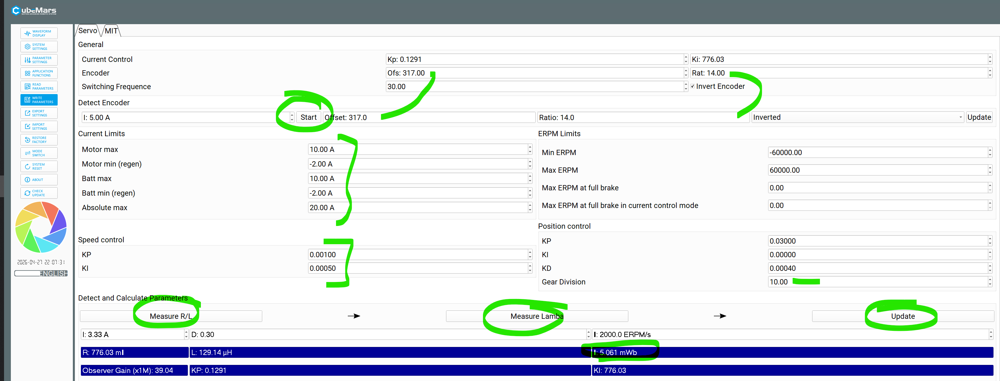 CubeMars
MOTION ADVANCED ROBOTIC SYSTEM
WAVEFORM DISPLAY
SYSTEM SETTINGS
PARAMETER SETTINGS
APPLICATION FUNCTIONS
READ PARAMETERS
WRITE PARAMETERS
EXPORT SETTINGS
IMPORT SETTINGS
RESTORE FACTORY
MODE SWITCH
SYSTEM RESET
ABOUT
CHECK UPDATE
2026-04-27 22:07:31
ENGLISH
Servo MIT
General
Current Control Kp: 0.1291 Ki: 776.03
Encoder Ofs: 317.00 Rat: 14.00
Switching Frequence 30.00 Invert Encoder
Detect Encoder
I: 5.00 A Start Offset: 317.0 Ratio: 14.0 Inverted Update
Current Limits
Motor max 10.00 A
Motor min (regen) -2.00 A
Batt max 10.00 A
Batt min (regen) -2.00 A
Absolute max 20.00 A
ERPM Limits
Min ERPM -60000.00
Max ERPM 60000.00
Max ERPM at full brake 0.00
Max ERPM at full brake in current control mode 0.00
Speed control
KP 0.00100
KI 0.00050
Position control
KP 0.03000
KI 0.00000
KD 0.00040
Gear Division 10.00
Detect and Calculate Parameters
Measure R/L Measure Lamba Update
I: 3.33 A D: 0.30 I: 2000.0 ERPM/s
R: 776.03 mI L: 129.14 µH I: 5.061 mWb
Observer Gain (x1M): 39.04 KP: 0.1291 KI: 776.03